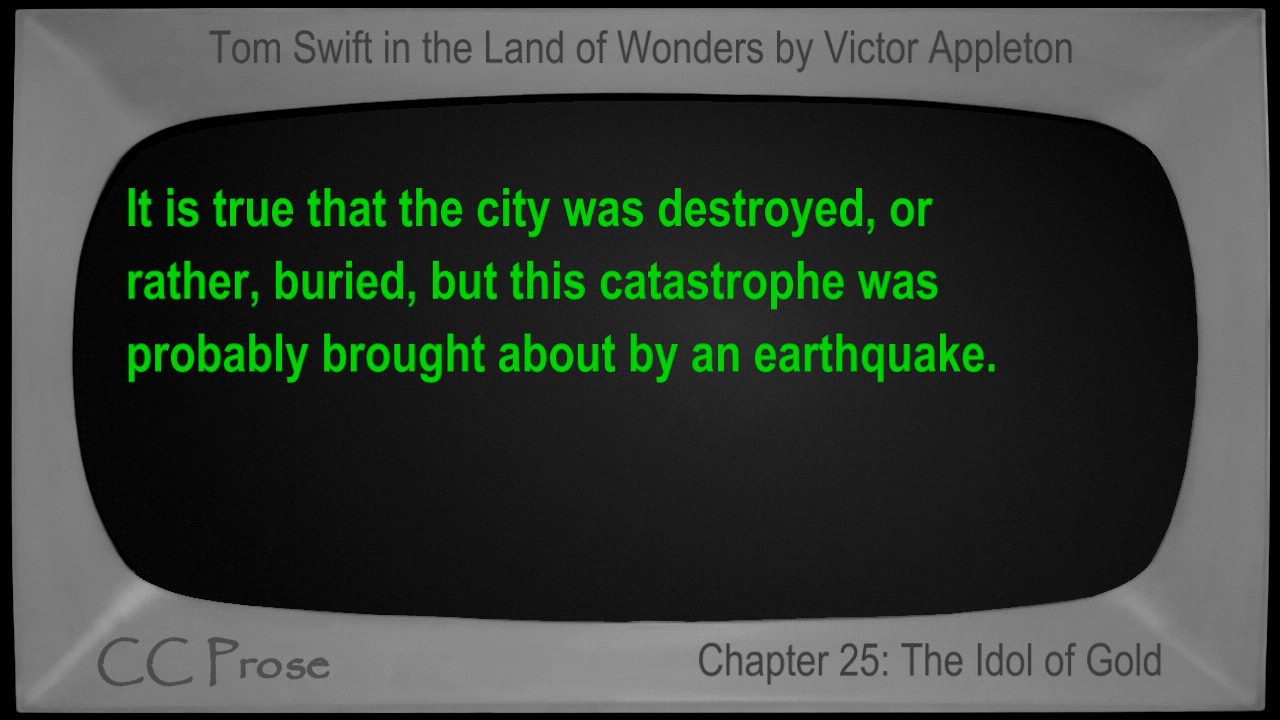 Tom Swift in the Land of Wonders by Victor Appleton
It is true that the city was destroyed, or
rather, buried, but this catastrophe was
probably brought about by an earthquake.
CC Prose
Chapter 25: The Idol of Gold